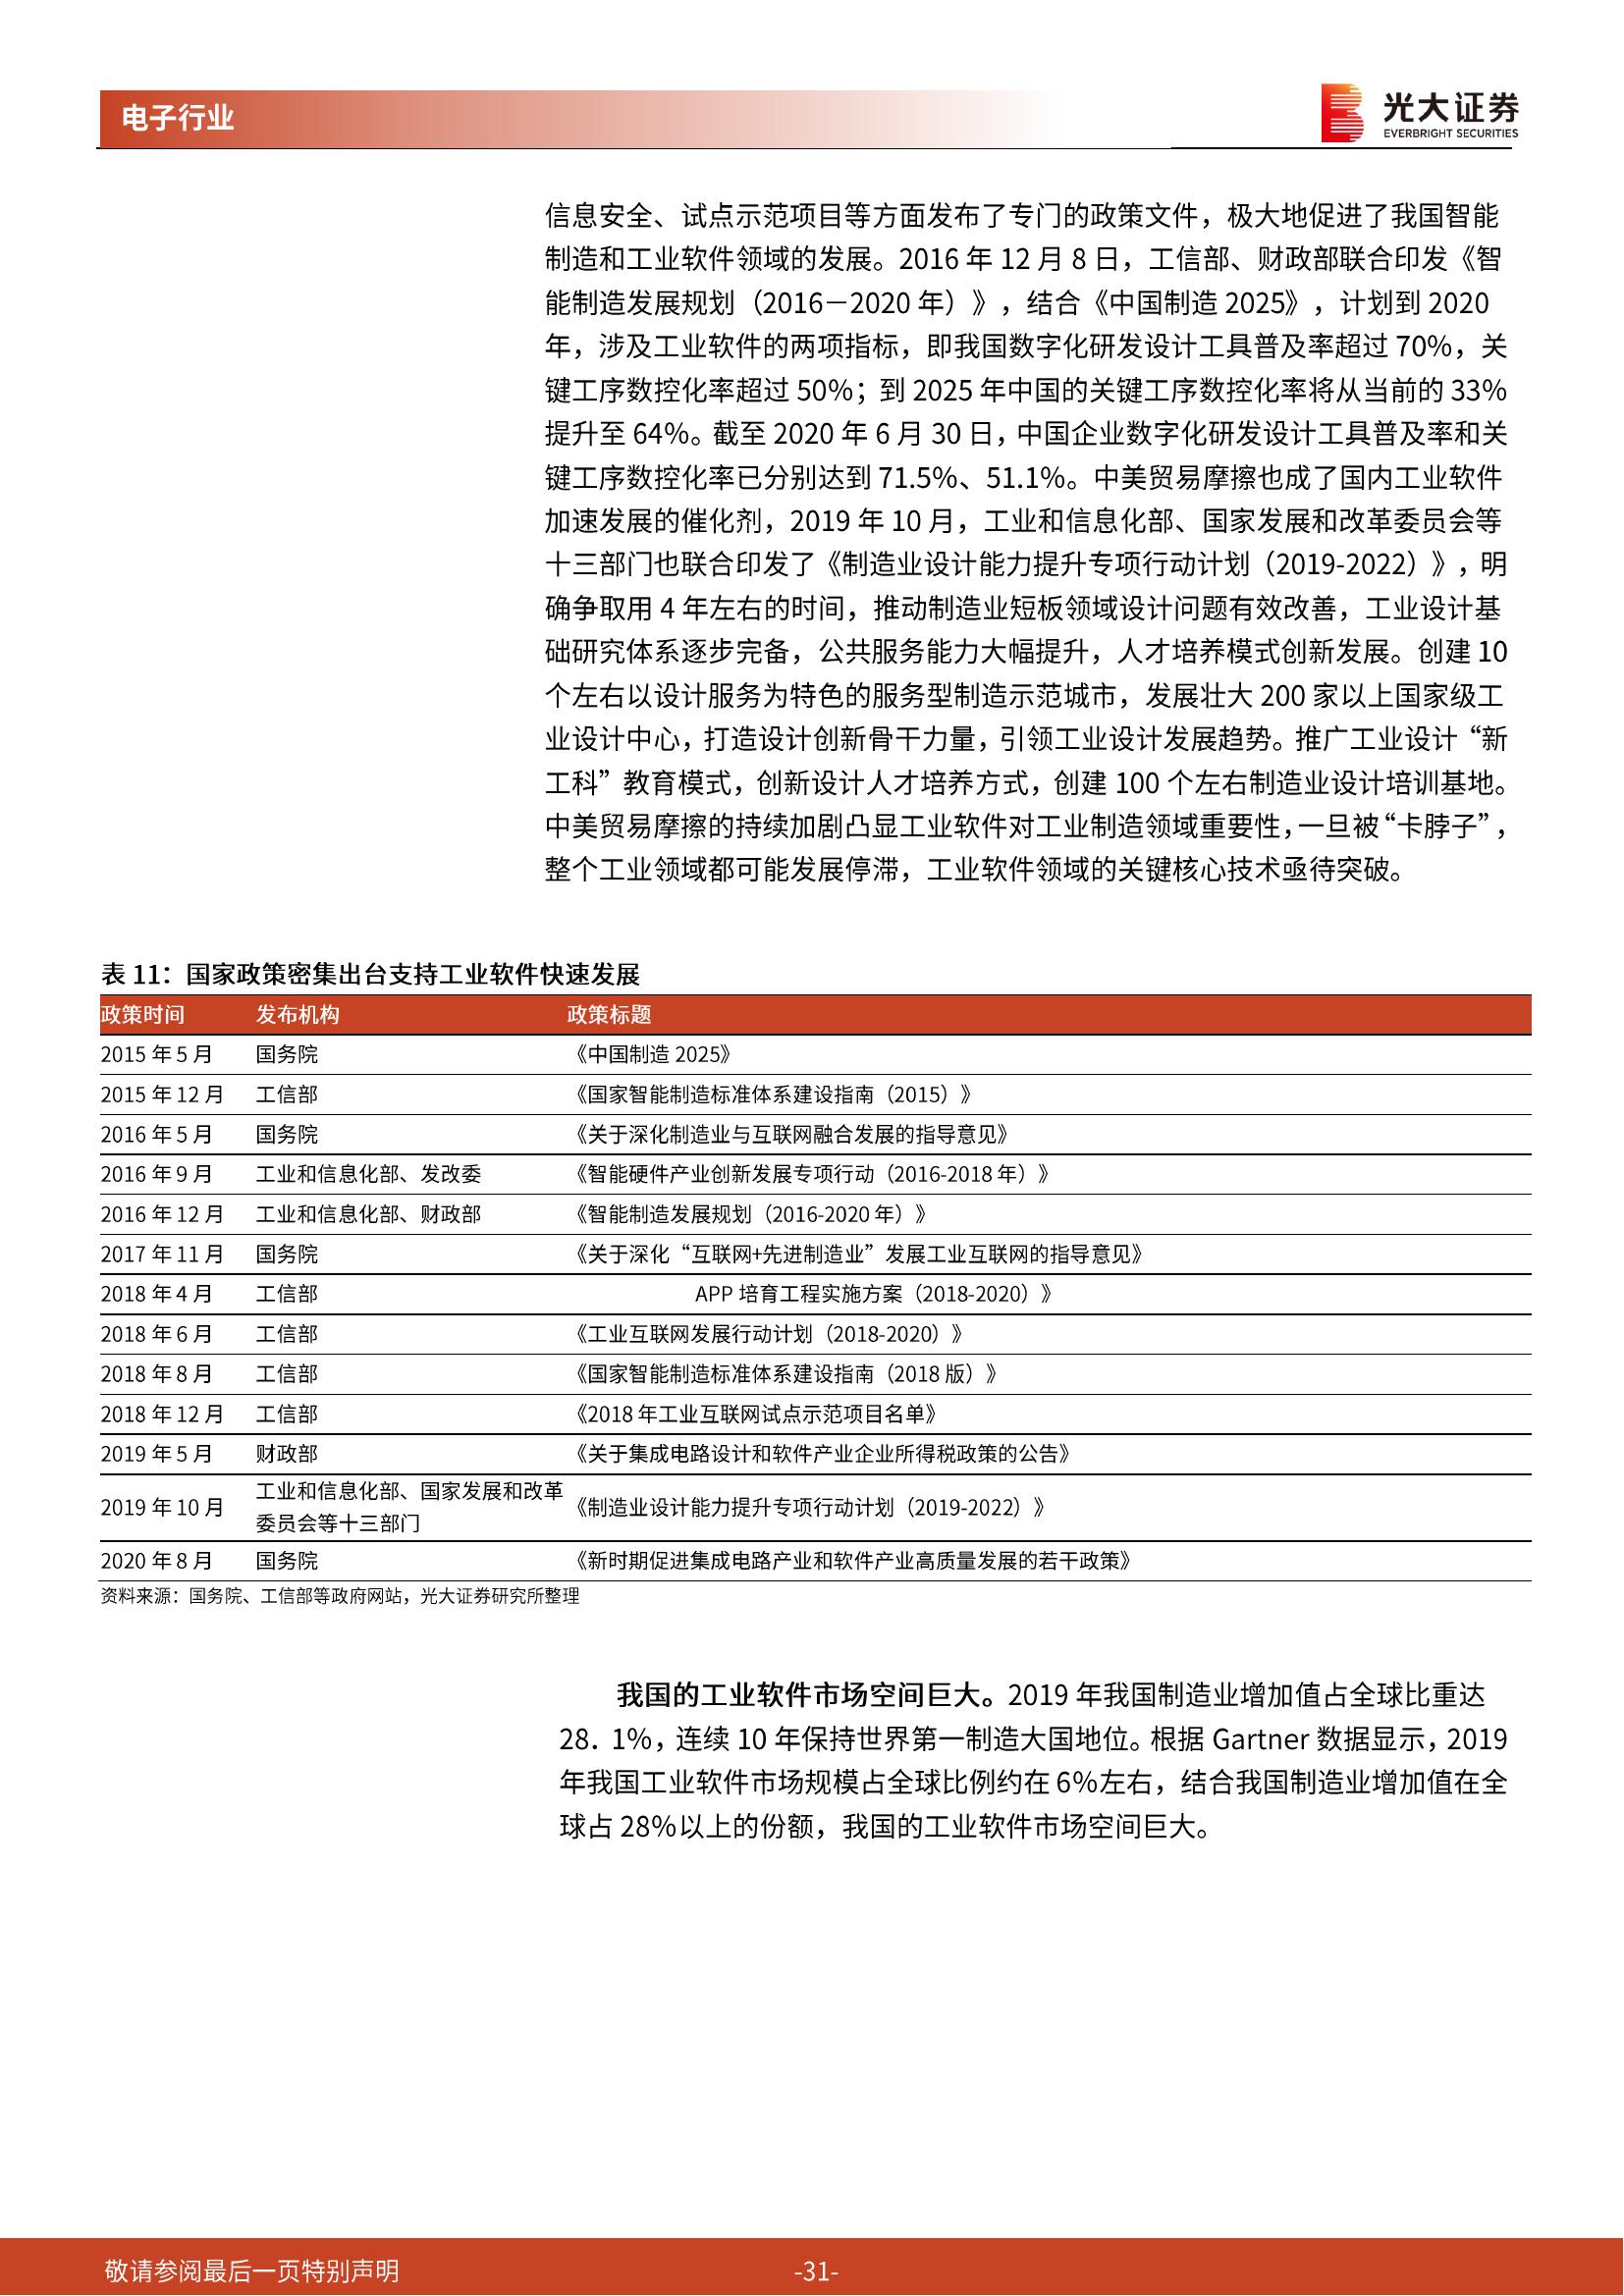 电子行业
光大证券
EVERBRIGHT SECURITIES
信息安全、试点示范项目等方面发布了专门的政策文件，极大地促进了我国智能
制造和工业软件领域的发展。2016 年 12 月 8 日，工信部、财政部联合印发《智
能制造发展规划（2016－2020 年）》，结合《中国制造 2025》，计划到 2020
年，涉及工业软件的两项指标，即我国数字化研发设计工具普及率超过 70%，关
键工序数控化率超过 50%；到 2025 年中国的关键工序数控化率将从当前的 33%
提升至 64%。截至 2020 年 6 月 30 日，中国企业数字化研发设计工具普及率和关
键工序数控化率已分别达到 71.5%、51.1%。中美贸易摩擦也成了国内工业软件
加速发展的催化剂，2019 年 10 月，工业和信息化部、国家发展和改革委员会等
十三部门也联合印发了《制造业设计能力提升专项行动计划（2019-2022）》，明
确争取用 4 年左右的时间，推动制造业短板领域设计问题有效改善，工业设计基
础研究体系逐步完备，公共服务能力大幅提升，人才培养模式创新发展。创建 10
个左右以设计服务为特色的服务型制造示范城市，发展壮大 200 家以上国家级工
业设计中心，打造设计创新骨干力量，引领工业设计发展趋势。推广工业设计“新
工科”教育模式，创新设计人才培养方式，创建 100 个左右制造业设计培训基地。
中美贸易摩擦的持续加剧凸显工业软件对工业制造领域重要性，一旦被“卡脖子”，
整个工业领域都可能发展停滞，工业软件领域的关键核心技术亟待突破。
表 11：国家政策密集出台支持工业软件快速发展
政策时间 发布机构 政策标题
2015 年 5 月 国务院 《中国制造 2025》
2015 年 12 月 工信部 《国家智能制造标准体系建设指南（2015）》
2016 年 5 月 国务院 《关于深化制造业与互联网融合发展的指导意见》
2016 年 9 月 工业和信息化部、发改委 《智能硬件产业创新发展专项行动（2016-2018 年）》
2016 年 12 月 工业和信息化部、财政部 《智能制造发展规划（2016-2020 年）》
2017 年 11 月 国务院 《关于深化“互联网+先进制造业”发展工业互联网的指导意见》
2018 年 4 月 工信部 APP 培育工程实施方案（2018-2020）》
2018 年 6 月 工信部 《工业互联网发展行动计划（2018-2020）》
2018 年 8 月 工信部 《国家智能制造标准体系建设指南（2018 版）》
2018 年 12 月 工信部 《2018 年工业互联网试点示范项目名单》
2019 年 5 月 财政部 《关于集成电路设计和软件产业企业所得税政策的公告》
2019 年 10 月 工业和信息化部、国家发展和改革 《制造业设计能力提升专项行动计划（2019-2022）》
委员会等十三部门
2020 年 8 月 国务院 《新时期促进集成电路产业和软件产业高质量发展的若干政策》
资料来源：国务院、工信部等政府网站，光大证券研究所整理
我国的工业软件市场空间巨大。2019 年我国制造业增加值占全球比重达
28．1%，连续 10 年保持世界第一制造大国地位。根据 Gartner 数据显示，2019
年我国工业软件市场规模占全球比例约在 6%左右，结合我国制造业增加值在全
球占 28%以上的份额，我国的工业软件市场空间巨大。
敬请参阅最后一页特别声明
-31-